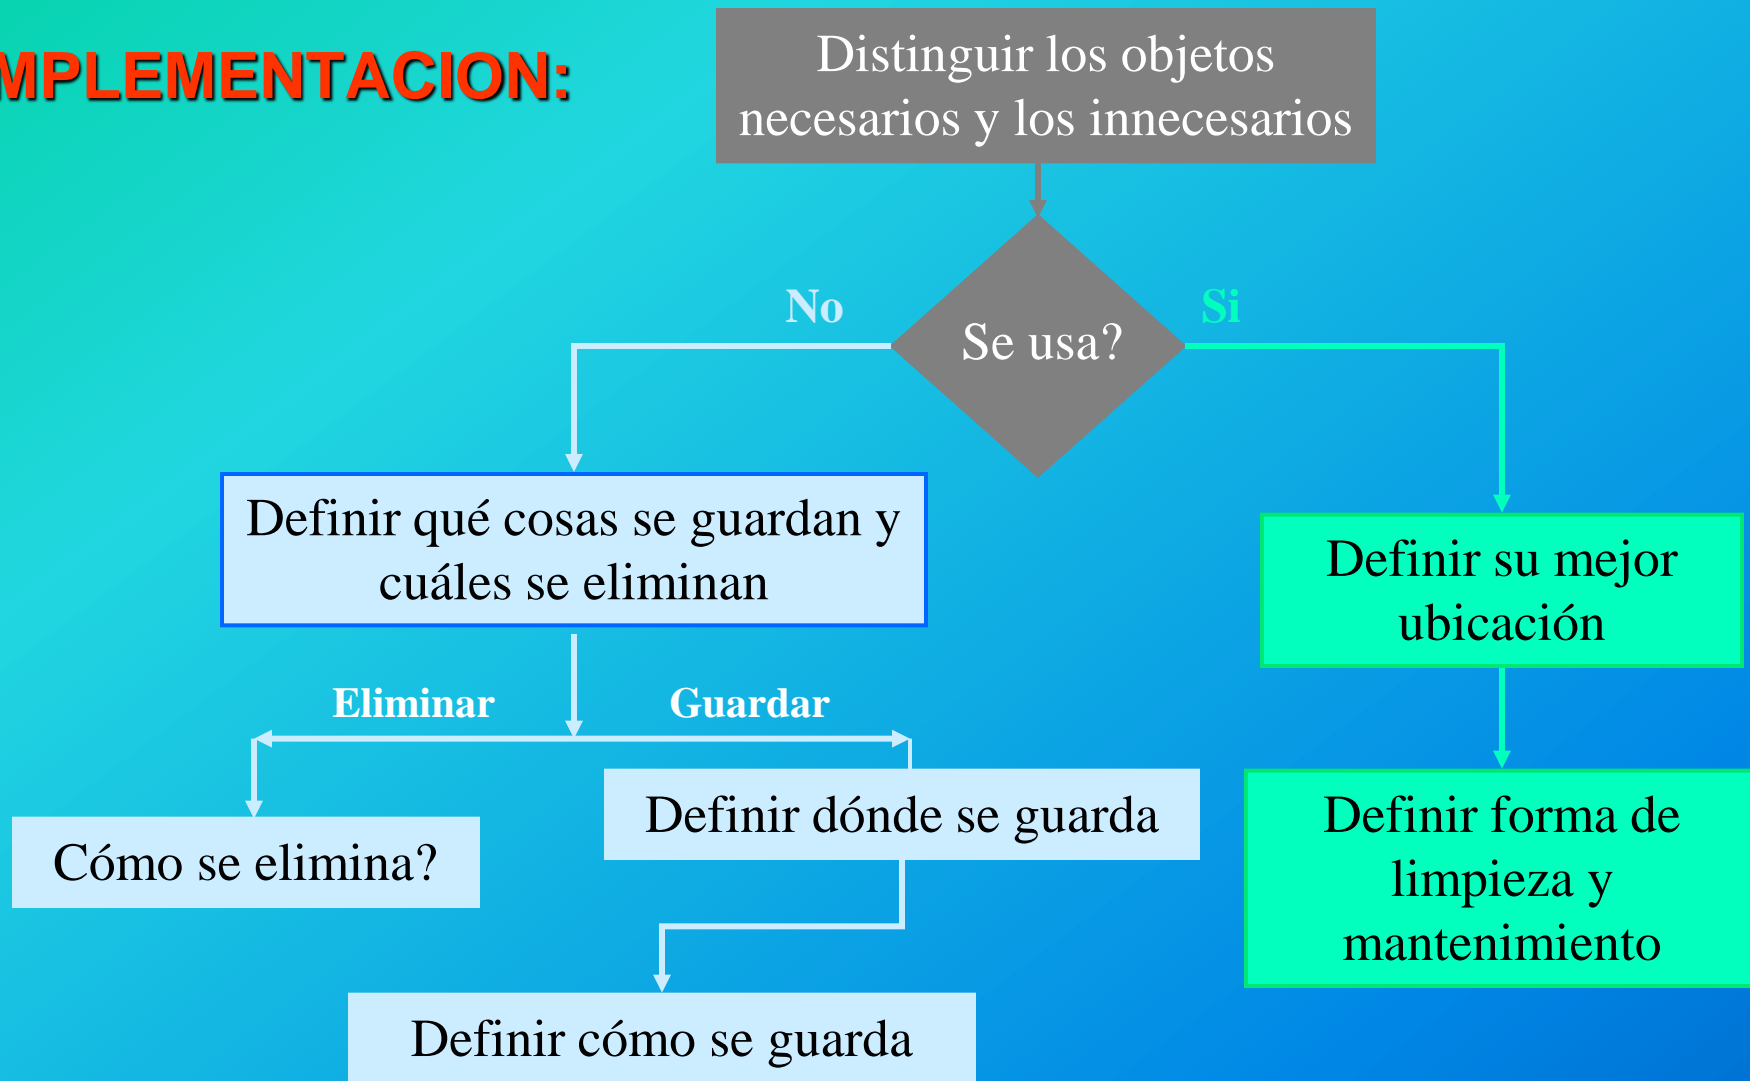 MPLEMENTACION:
Distinguir los objetos
necesarios y los innecesarios
No
Si
Se usa?
Definir qué cosas se guardan y
cuáles se eliminan
Definir su mejor
ubicación
Eliminar
Guardar
Definir dónde se guarda
Cómo se elimina?
Definir forma de
limpieza y
mantenimiento
Definir cómo se guarda